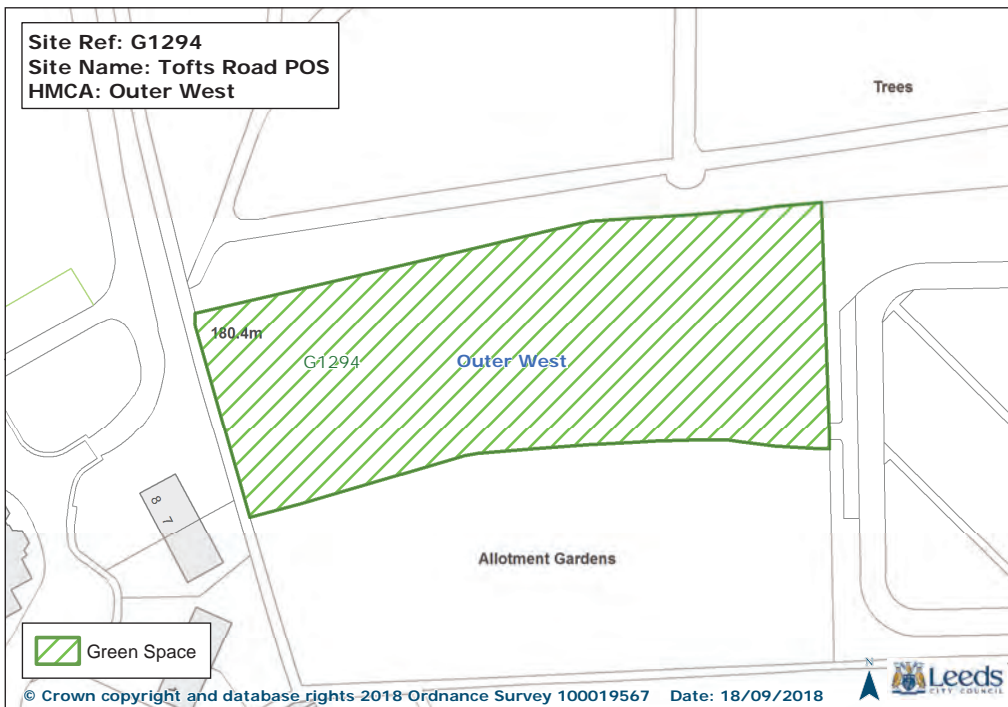 Site Ref: G1294
Site Name: Tofts Road POS
HMCA: Outer West
Trees
180.4m
G1294
Outer West
8
7
Allotment Gardens
Green Space
© Crown copyright and database rights 2018 Ordnance Survey 100019567 Date: 18/09/2018
N
Leeds
CITY COUNCIL